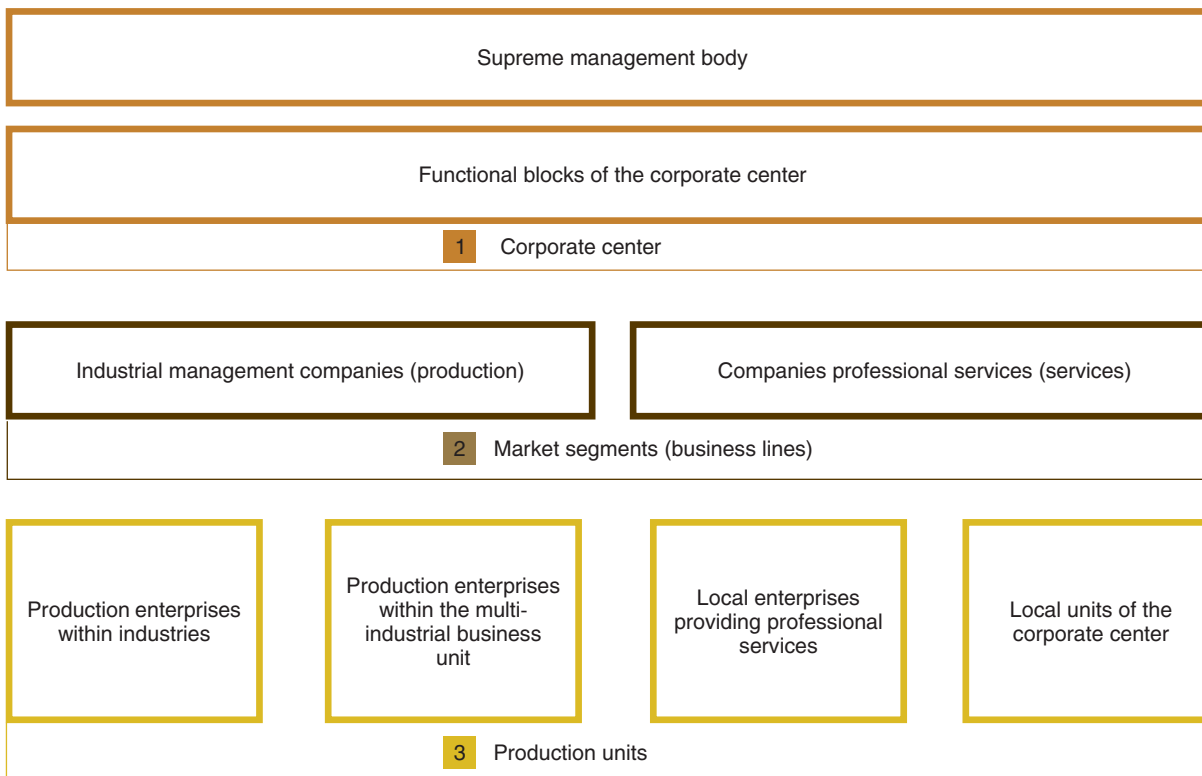 Supreme management body
Functional blocks of the corporate center
1 Corporate center
Industrial management companies (production)
Companies professional services (services)
2 Market segments (business lines)
Production enterprises
within industries
Production enterprises
within the multi-
industrial business
unit
Local enterprises
providing professional
services
Local units of the
corporate center
3 Production units